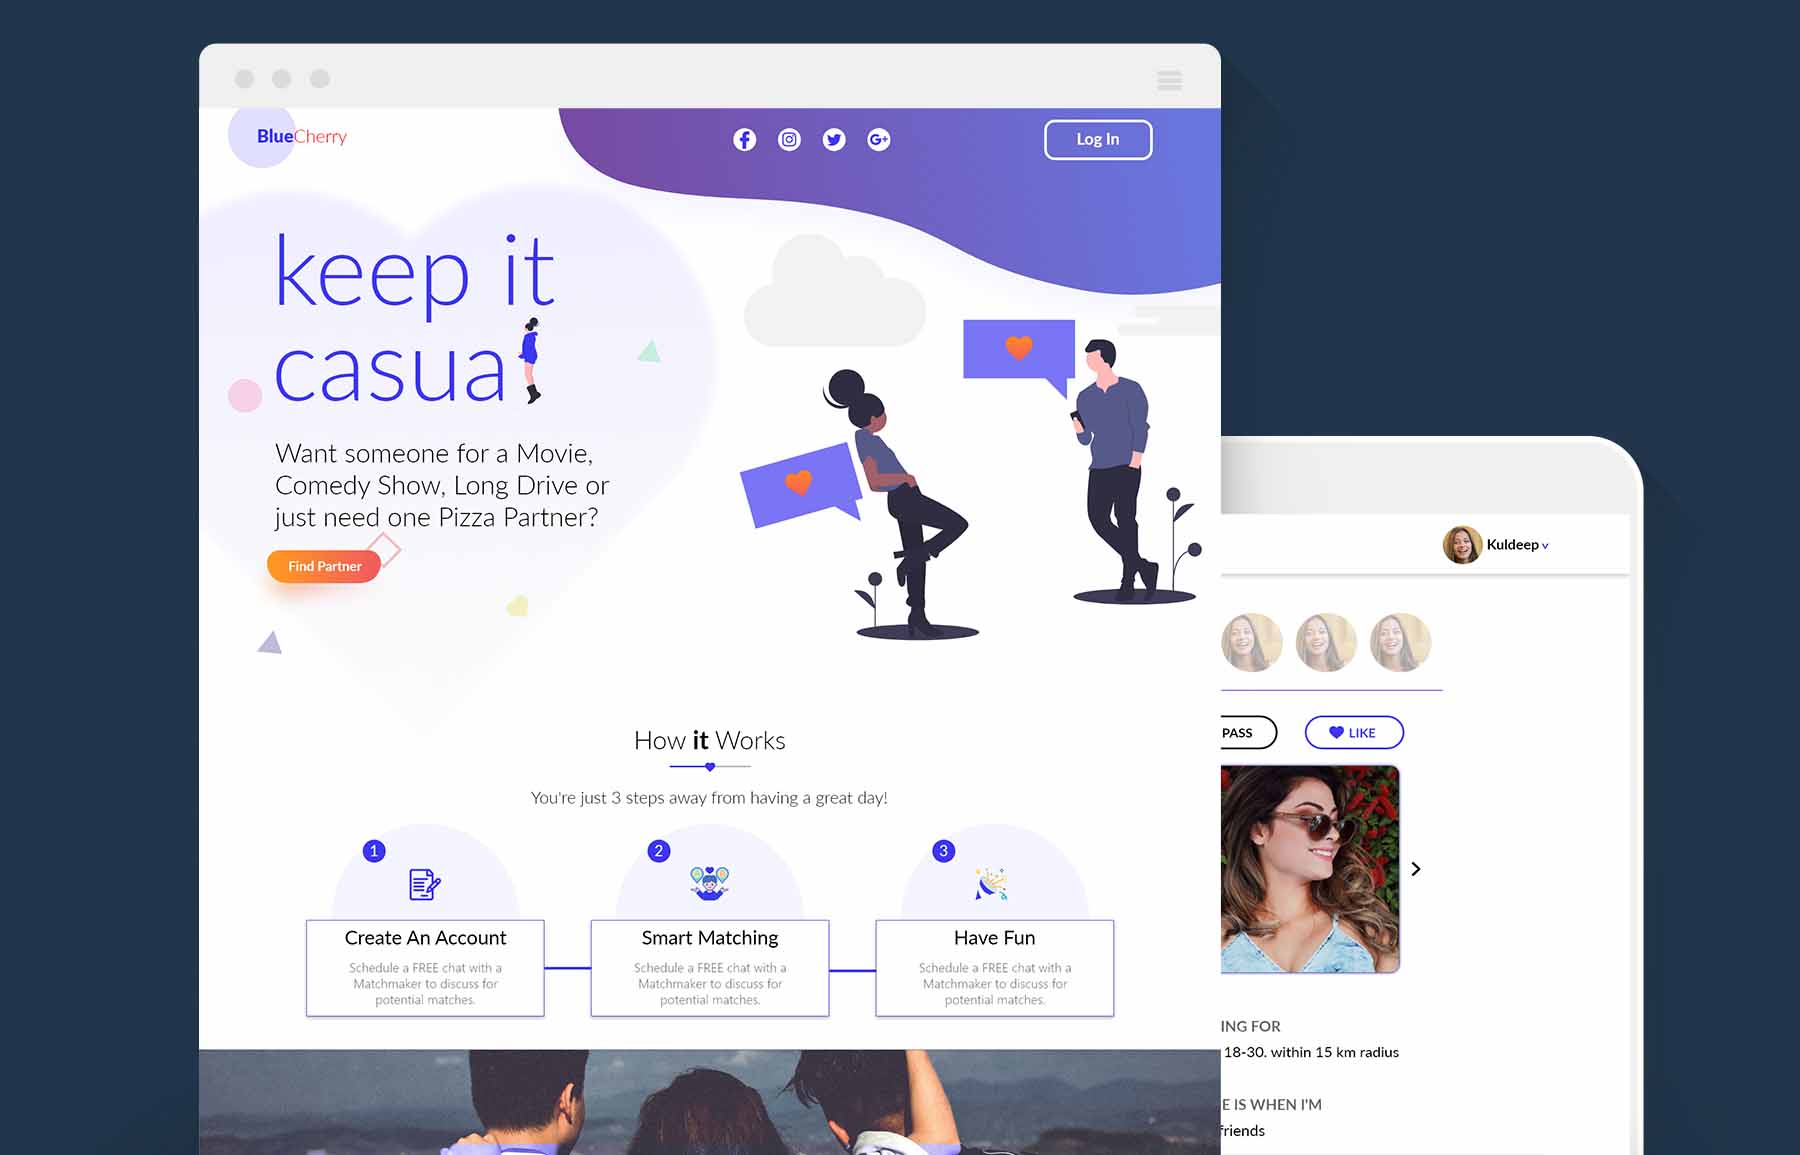 BlueCherry
Log In
keep it
casual
Want someone for a Movie,
Comedy Show, Long Drive or
just need one Pizza Partner?
Find Partner
How it Works
You're just 3 steps away from having a great day!
1
2
3
Create An Account
Schedule a FREE chat with a
Matchmaker to discuss for
potential matches.
Smart Matching
Schedule a FREE chat with a
Matchmaker to discuss for
potential matches.
Have Fun
Schedule a FREE chat with a
Matchmaker to discuss for
potential matches.
Kuldeep v
PASS
LIKE
ING FOR
18-30. within 15 km radius
E IS WHEN I'M
friends